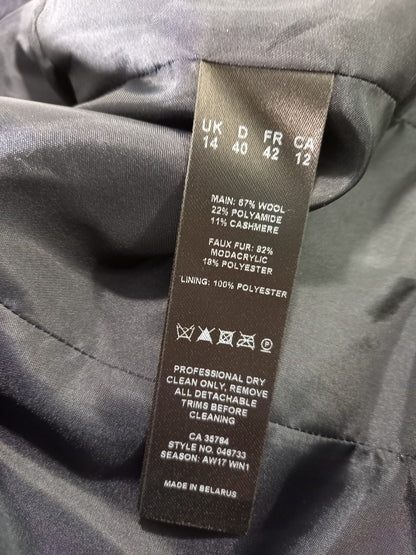 UK D FR CA
14 40 42 12
MAIN: 67% WOOL
22% POLYAMIDE
11% CASHMERE
FAUX FUR: 82%
MODACRYLIC
18% POLYESTER
LINING: 100% POLYESTER
P
PROFESSIONAL DRY
CLEAN ONLY, REMOVE
ALL DETACHABLE
TRIMS BEFORE
CLEANING
CA 35784
STYLE NO. 046733
SEASON: AW17 WIN1
MADE IN BELARUS